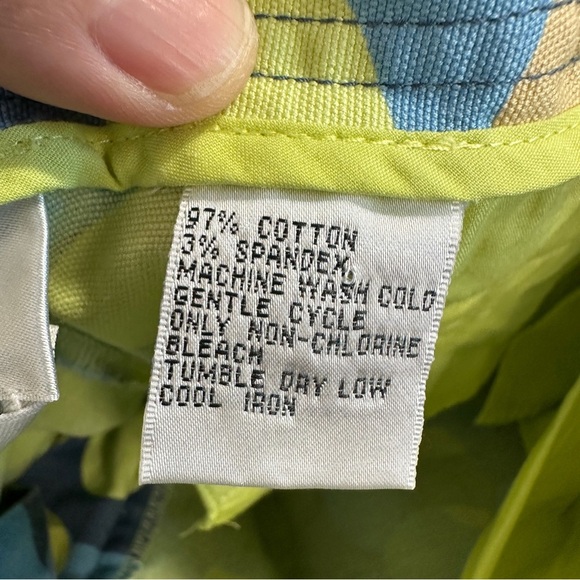 97% COTTON
3% SPANDEX
MACHINE WASH COLD
GENTLE CYCLE
ONLY NON-CHLORINE
BLEACH
TUMBLE DRY LOW
COOL IRON